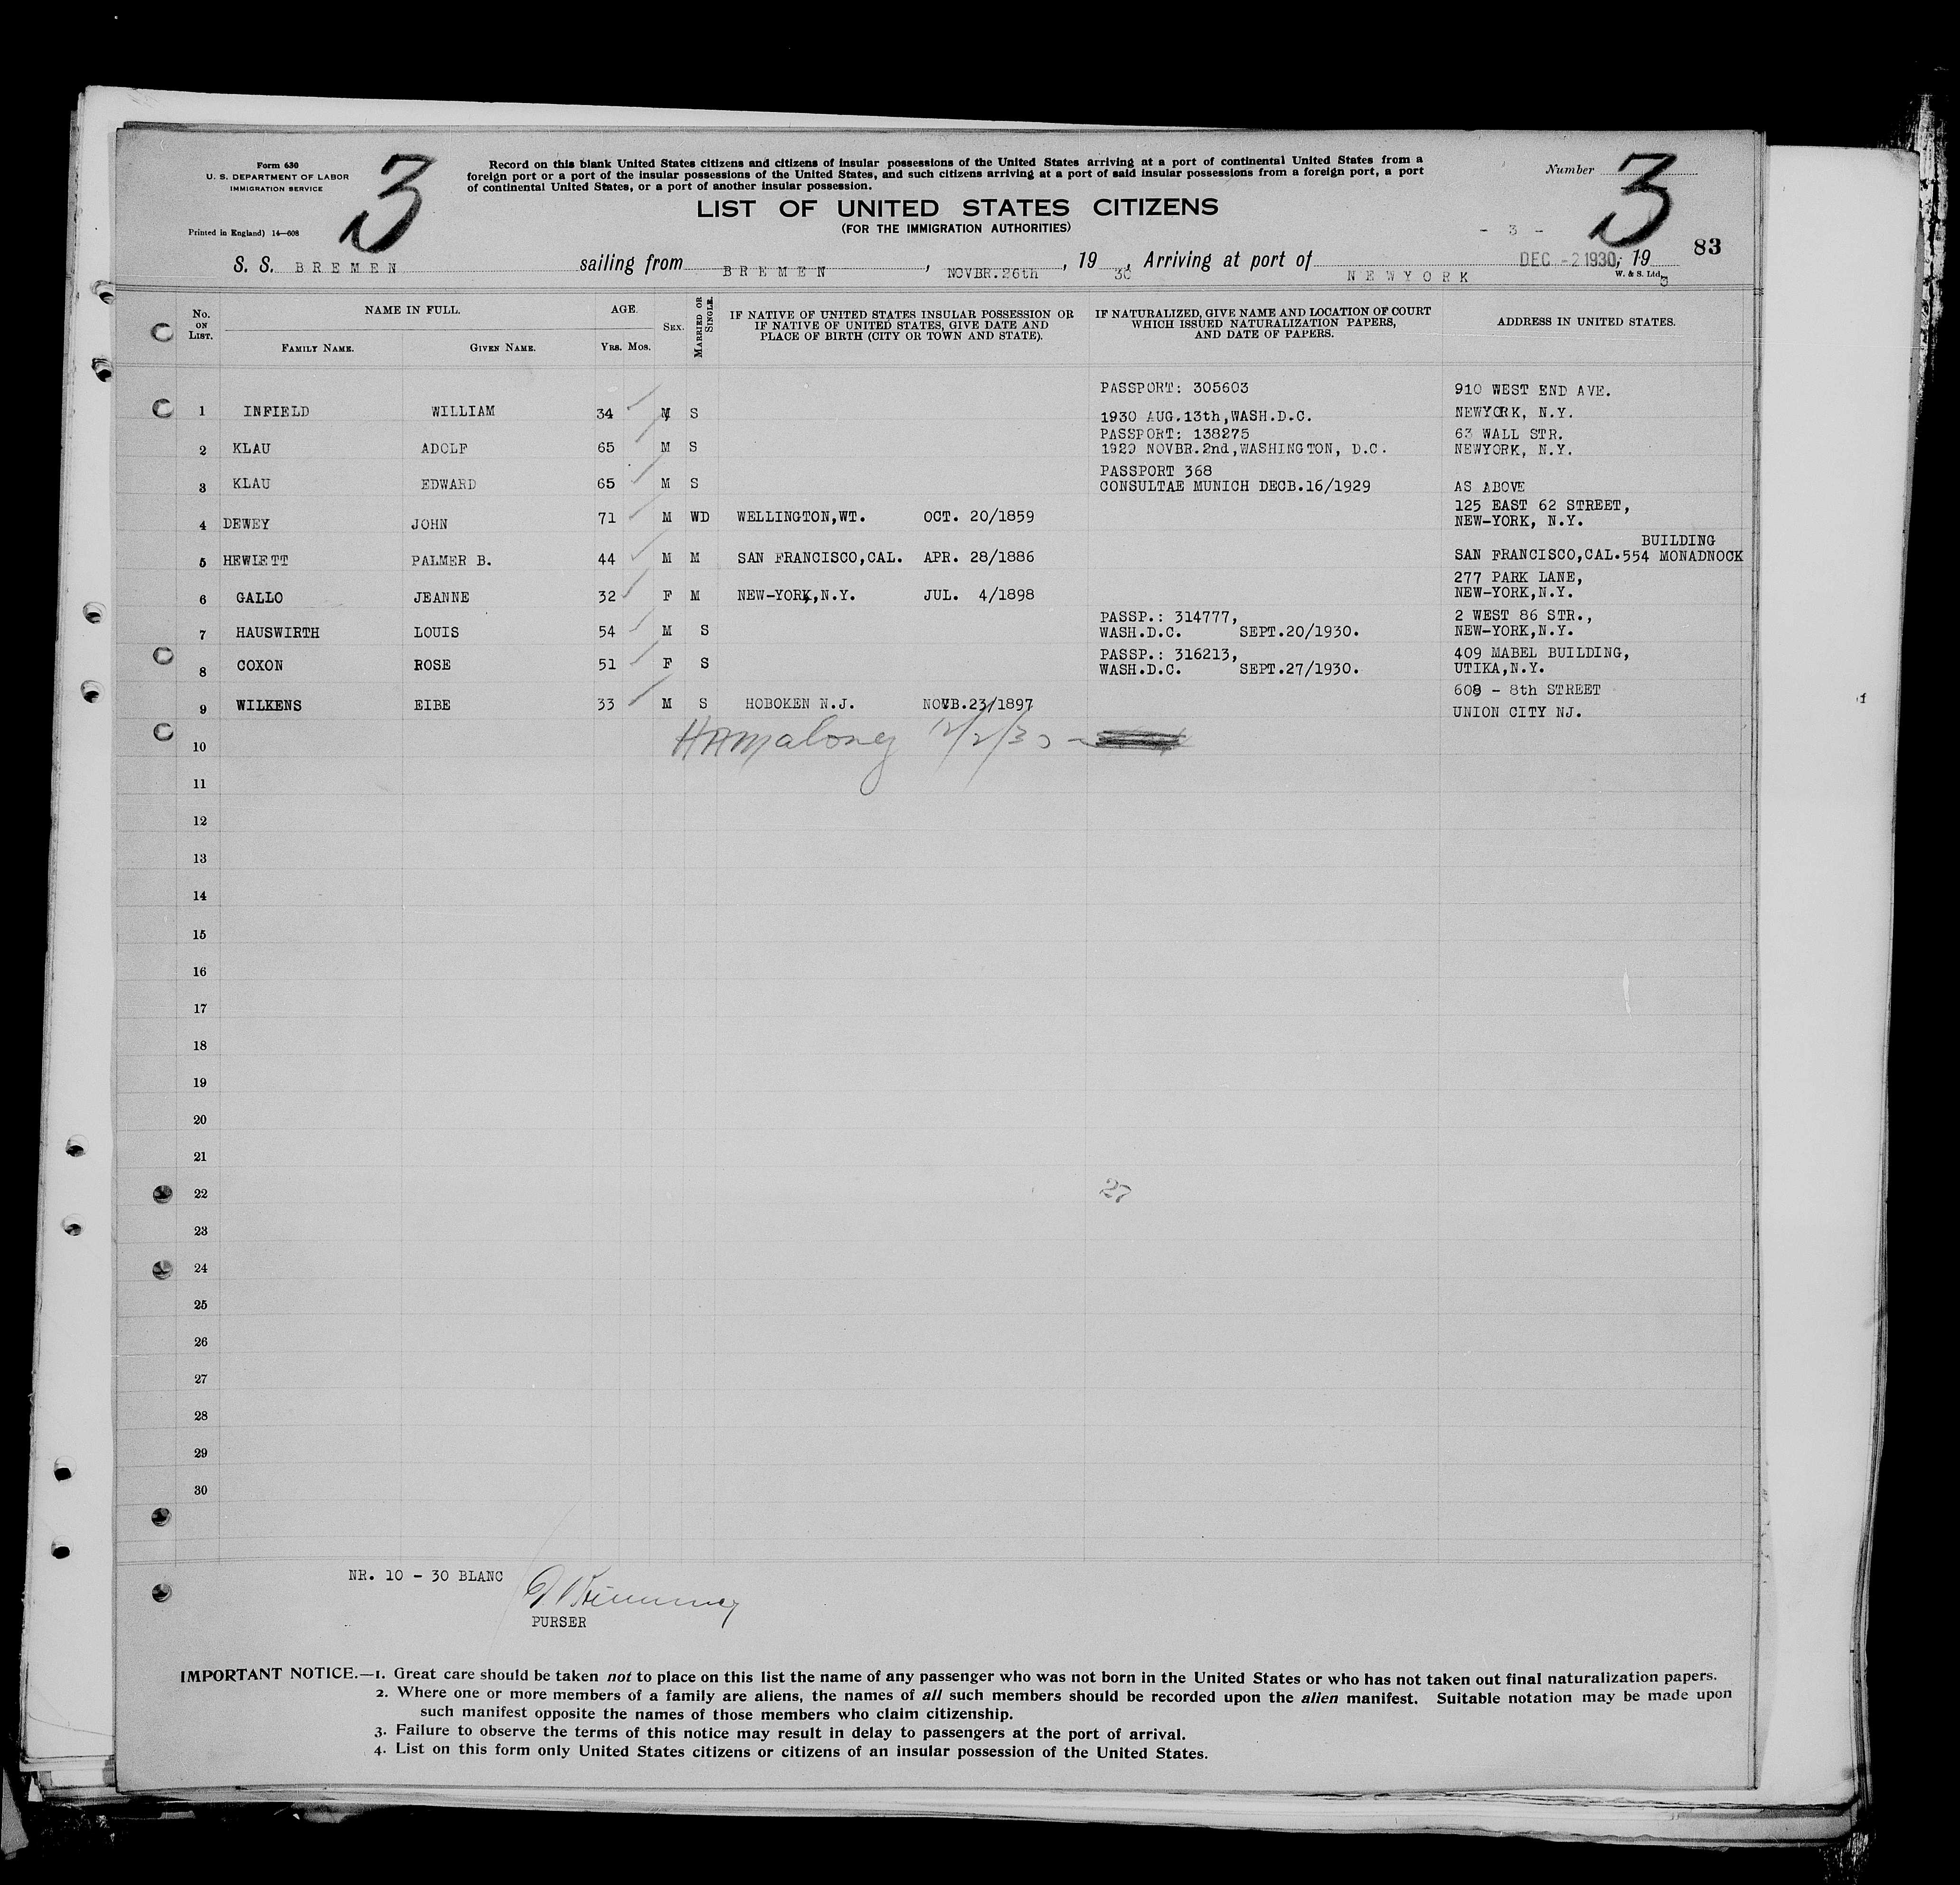 Form 630
U. S. DEPARTMENT OF LABOR
IMMIGRATION SERVICE
Printed in England) 14—608
3
Record on this blank United States citizens and citizens of insular possessions of the United States arriving at a port of continental United States from a
foreign port or a port of the insular possessions of the United States, and such citizens arriving at a port of said insular possessions from a foreign port, a port
of continental United States, or a port of another insular possession.
LIST OF UNITED STATES CITIZENS
(FOR THE IMMIGRATION AUTHORITIES)
Number 3
- 3 -
83
S. S. BREMEN sailing from BREMEN, NOVBR.26th, 19 30, Arriving at port of NEWYORK DEC -2 1930, 19
W. & S. Ltd.
No. ON LIST.
NAME IN FULL.
FAMILY NAME. GIVEN NAME.
AGE.
YRS. MOS.
SEX.
MARRIED OR SINGLE.
IF NATIVE OF UNITED STATES INSULAR POSSESSION OR
IF NATIVE OF UNITED STATES, GIVE DATE AND
PLACE OF BIRTH (CITY OR TOWN AND STATE).
IF NATURALIZED, GIVE NAME AND LOCATION OF COURT
WHICH ISSUED NATURALIZATION PAPERS,
AND DATE OF PAPERS.
ADDRESS IN UNITED STATES.
PASSPORT: 305603 910 WEST END AVE.
1 INFIELD WILLIAM 34 M S 1930 AUG.13th,WASH.D.C. NEWYORK, N.Y.
PASSPORT: 138275 63 WALL STR.
2 KLAU ADOLF 65 M S 1929 NOVBR.2nd,WASHINGTON, D.C. NEWYORK, N.Y.
PASSPORT 368
3 KLAU EDWARD 65 M S CONSULTAE MUNICH DECB.16/1929 AS ABOVE
125 EAST 62 STREET,
4 DEWEY JOHN 71 M WD WELLINGTON,WT. OCT. 20/1859 NEW-YORK, N.Y.
BUILDING
5 HEWLETT PALMER B. 44 M M SAN FRANCISCO,CAL. APR. 28/1886 SAN FRANCISCO,CAL.554 MONADNOCK
277 PARK LANE,
6 GALLO JEANNE 32 F M NEW-YORK,N.Y. JUL. 4/1898 NEW-YORK,N.Y.
PASSP.: 314777, 2 WEST 86 STR.,
7 HAUSWIRTH LOUIS 54 M S WASH.D.C. SEPT.20/1930. NEW-YORK,N.Y.
PASSP.: 316213, 409 MABEL BUILDING,
8 COXON ROSE 51 F S WASH.D.C. SEPT.27/1930. UTIKA,N.Y.
608 - 8th STREET
9 WILKENS EIBE 33 M S HOBOKEN N.J. NOVB.23/1897 UNION CITY NJ.
10 HAMaloney 12/2/30
11
12
13
14
15
16
17
18
19
20
21
22 27
23
24
25
26
27
28
29
30
NR. 10 - 30 BLANC
PURSER
IMPORTANT NOTICE.—1. Great care should be taken not to place on this list the name of any passenger who was not born in the United States or who has not taken out final naturalization papers.
2. Where one or more members of a family are aliens, the names of all such members should be recorded upon the alien manifest. Suitable notation may be made upon
such manifest opposite the names of those members who claim citizenship.
3. Failure to observe the terms of this notice may result in delay to passengers at the port of arrival.
4. List on this form only United States citizens or citizens of an insular possession of the United States.